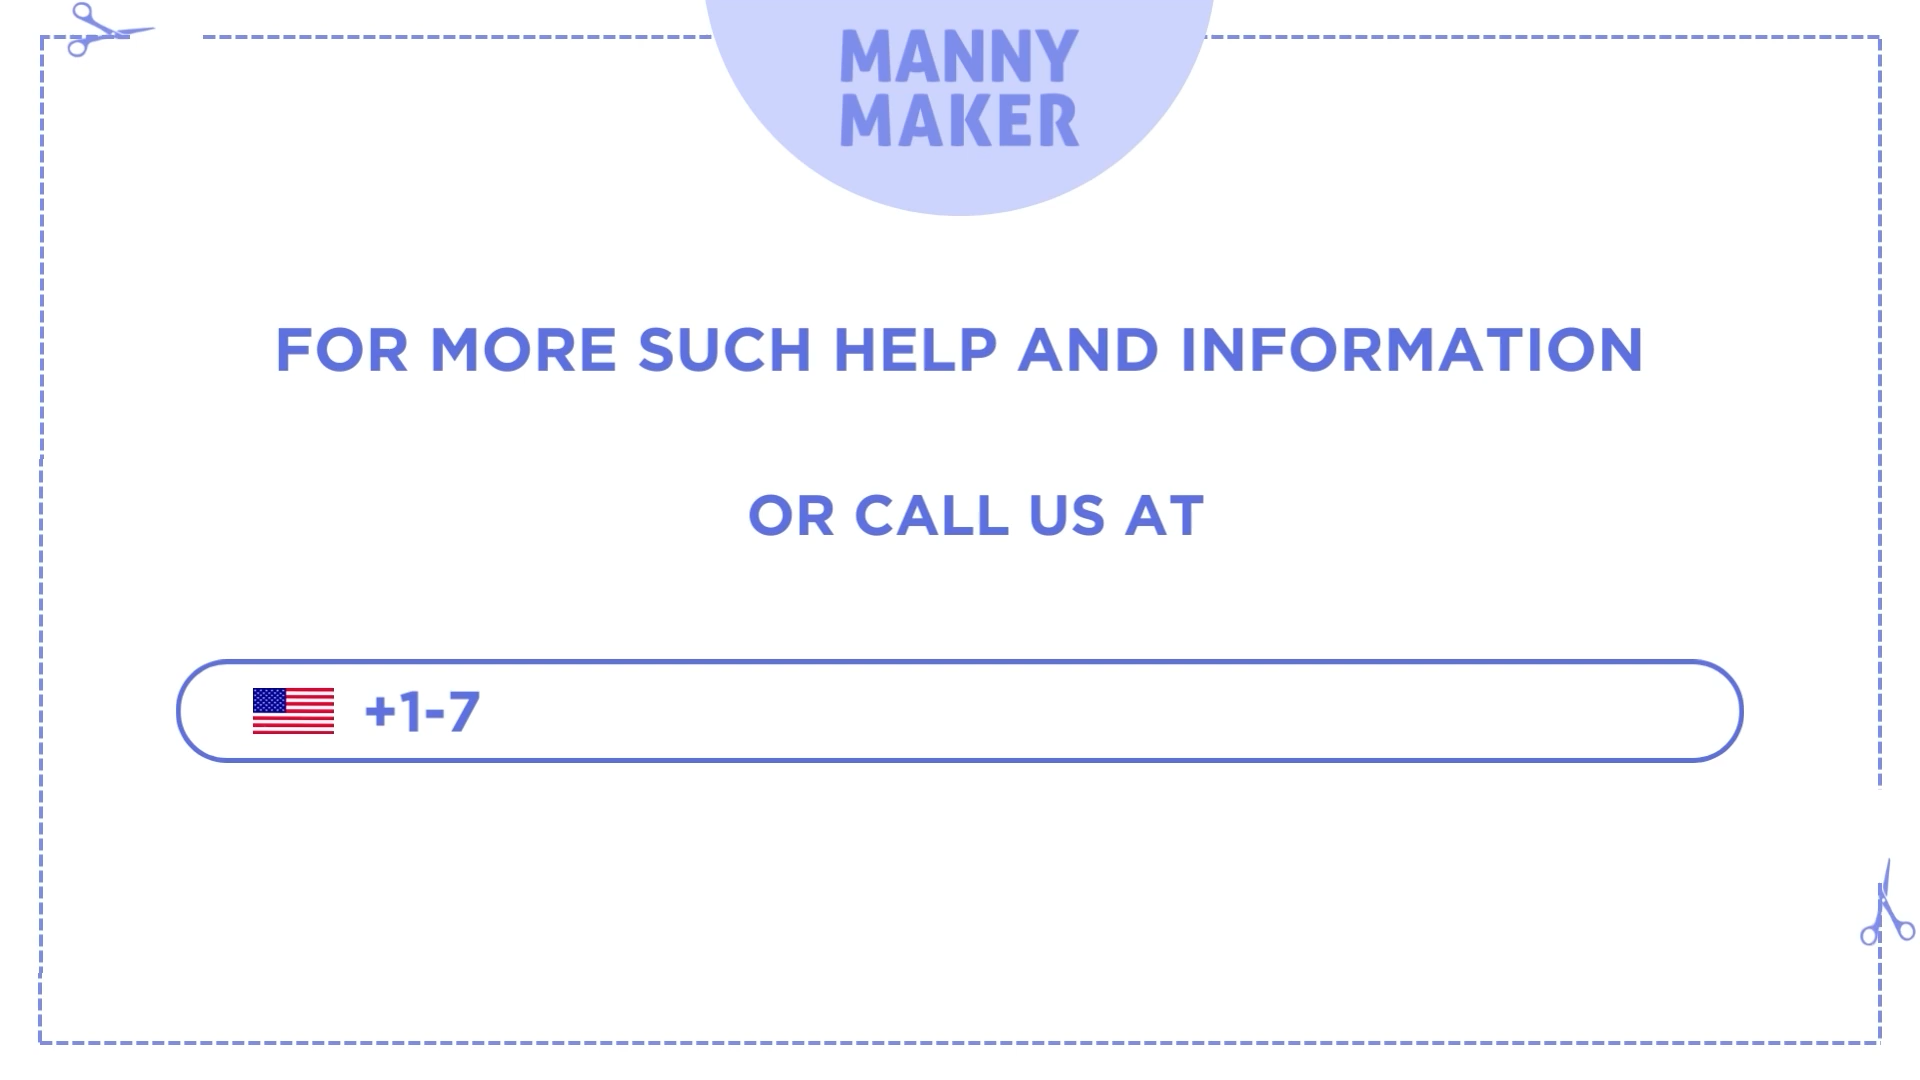 MANNY
MAKER
FOR MORE SUCH HELP AND INFORMATION
OR CALL US AT
+1-7